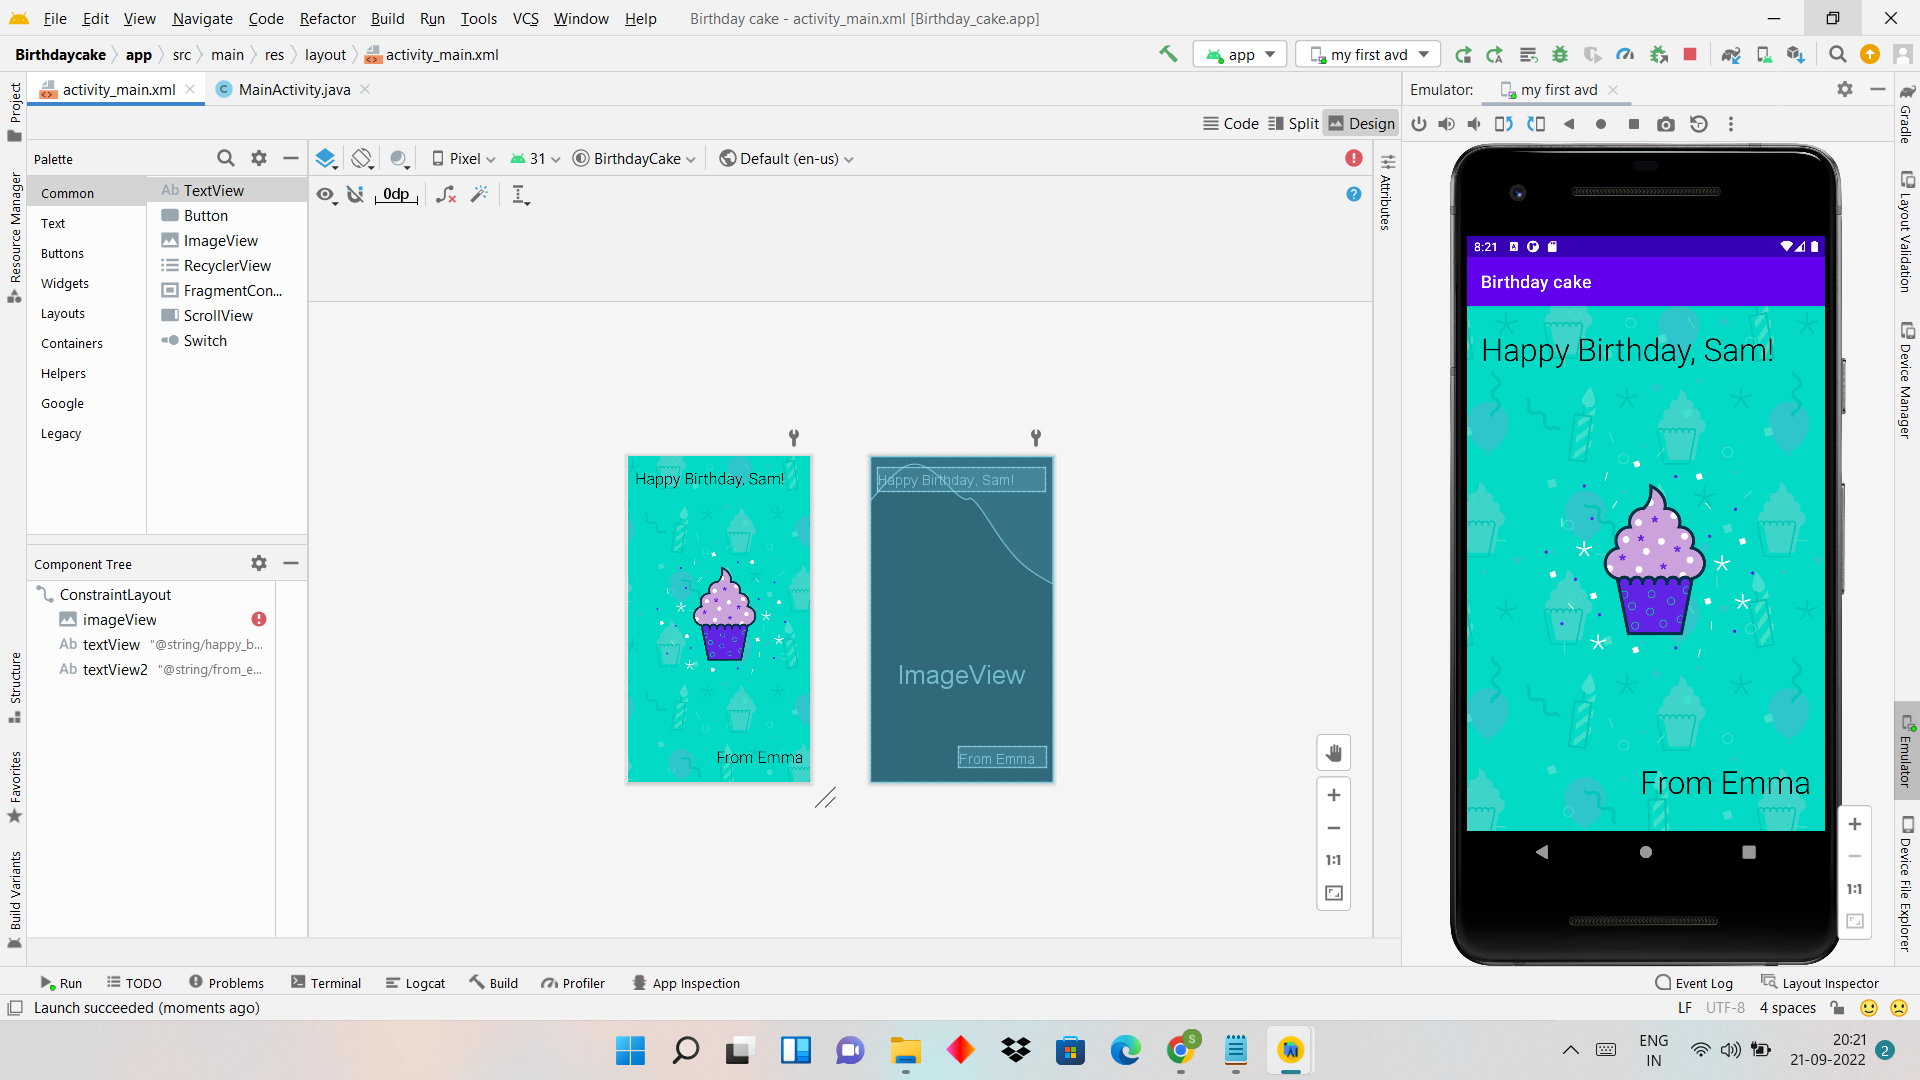 File Edit View Navigate Code Refactor Build Run Tools VCS Window Help Birthday cake - activity_main.xml [Birthday_cake.app]
Birthdaycake app src main res layout activity_main.xml app my first avd
activity_main.xml MainActivity.java Emulator: my first avd
Code Split Design
Palette Pixel 31 BirthdayCake Default (en-us)
0dp
Common
Text
Buttons
Widgets
Layouts
Containers
Helpers
Google
Legacy
Ab TextView
Button
ImageView
RecyclerView
FragmentCon...
ScrollView
Switch
Component Tree
ConstraintLayout
imageView
Ab textView "@string/happy_b...
Ab textView2 "@string/from_e...
Happy Birthday, Sam!
From Emma
Happy Birthday, Sam!
ImageView
From Emma
1:1
8:21
Birthday cake
Happy Birthday, Sam!
From Emma
1:1
Project
Resource Manager
Structure
Favorites
Build Variants
Attributes
Gradle
Layout Validation
Device Manager
Emulator
Device File Explorer
Run TODO Problems Terminal Logcat Build Profiler App Inspection Event Log Layout Inspector
Launch succeeded (moments ago) LF UTF-8 4 spaces
S
ENG
IN
20:21
21-09-2022
2